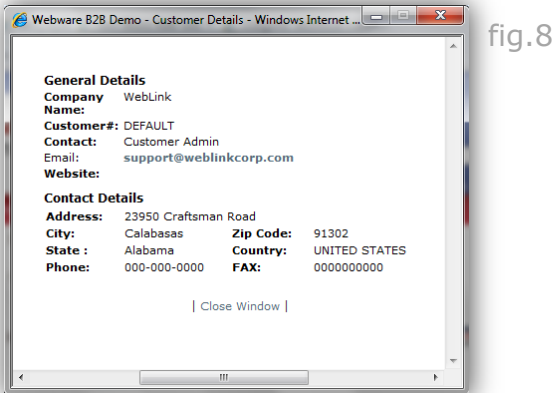 Webware B2B Demo - Customer Details - Windows Internet ...
fig.8
General Details
Company Name: WebLink
Customer#: DEFAULT
Contact: Customer Admin
Email: support@weblinkcorp.com
Website:
Contact Details
Address: 23950 Craftsman Road
City: Calabasas Zip Code: 91302
State : Alabama Country: UNITED STATES
Phone: 000-000-0000 FAX: 0000000000
| Close Window |